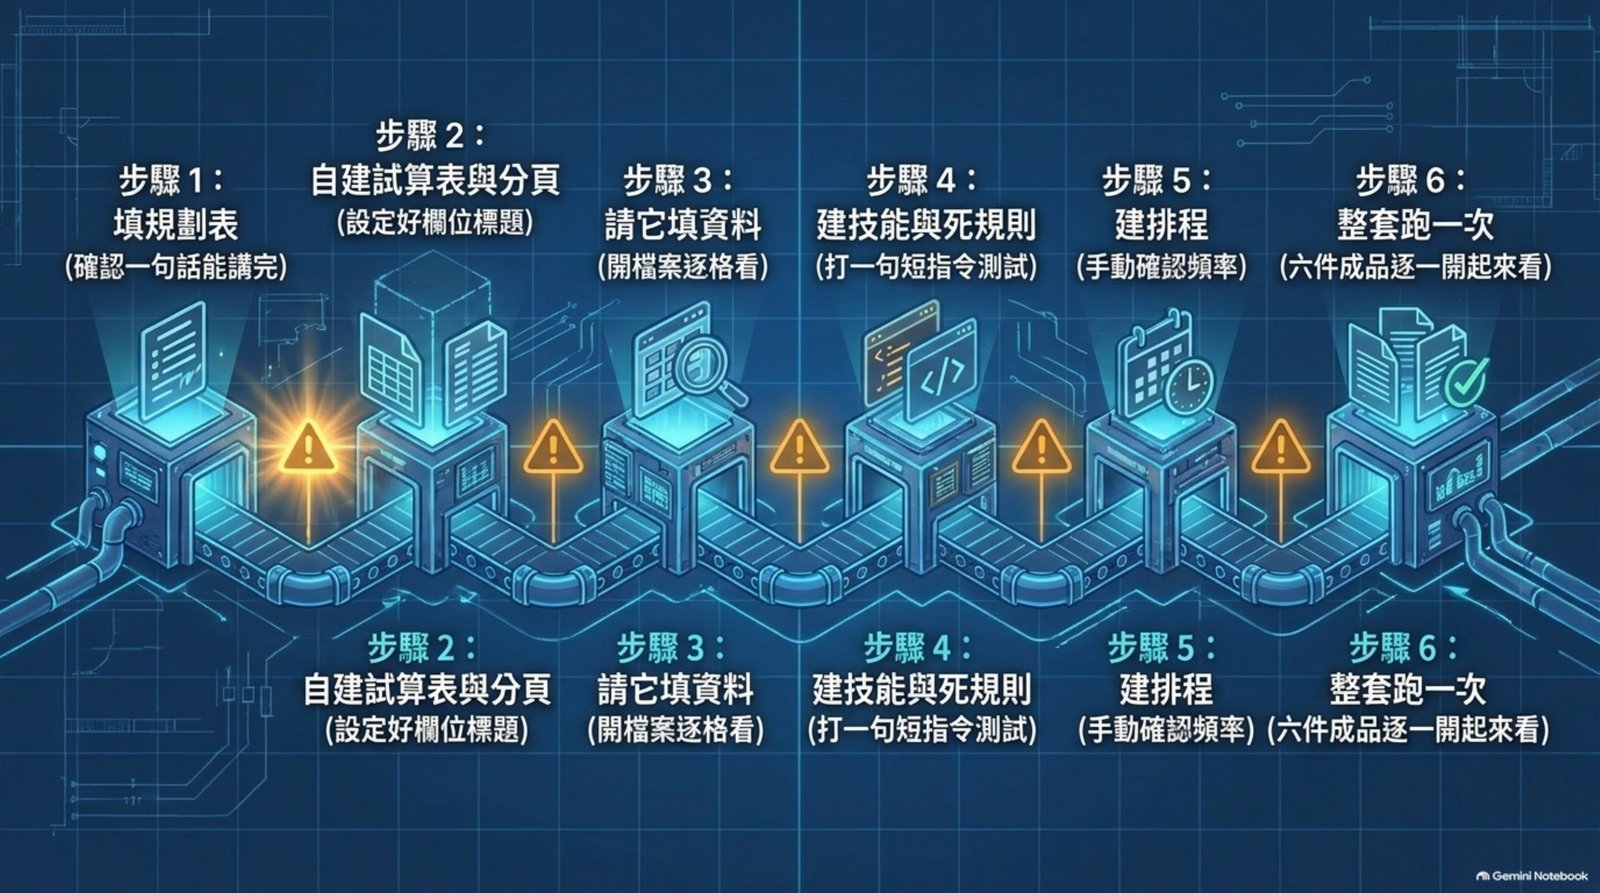 步驟 1：
填規劃表
(確認一句話能講完)
步驟 2：
自建試算表與分頁
(設定好欄位標題)
步驟 3：
請它填資料
(開檔案逐格看)
步驟 4：
建技能與死規則
(打一句短指令測試)
步驟 5：
建排程
(手動確認頻率)
步驟 6：
整套跑一次
(六件成品逐一開起來看)
步驟 2：
自建試算表與分頁
(設定好欄位標題)
步驟 3：
請它填資料
(開檔案逐格看)
步驟 4：
建技能與死規則
(打一句短指令測試)
步驟 5：
建排程
(手動確認頻率)
步驟 6：
整套跑一次
(六件成品逐一開起來看)
Gemini Notebook